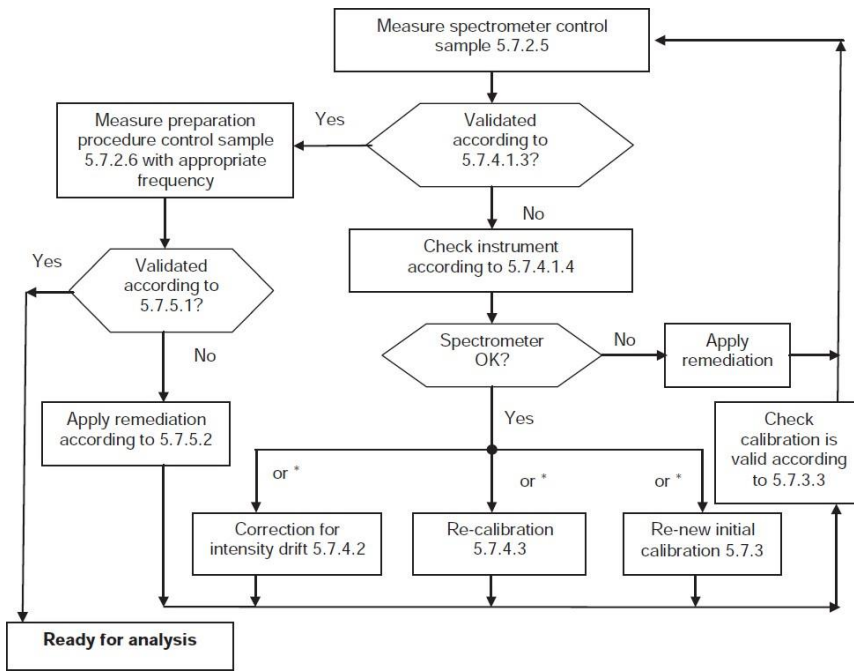 Measure spectrometer control
sample 5.7.2.5
Measure preparation
procedure control sample
5.7.2.6 with appropriate
frequency
Yes
Validated
according to
5.7.4.1.3?
No
Check instrument
according to 5.7.4.1.4
Yes
Validated
according to
5.7.5.1?
Spectrometer
OK?
No
Apply
remediation
No
Yes
Apply remediation
according to 5.7.5.2
Check
calibration is
valid according
to 5.7.3.3
or *
or *
or *
Correction for
intensity drift 5.7.4.2
Re-calibration
5.7.4.3
Re-new initial
calibration 5.7.3
Ready for analysis